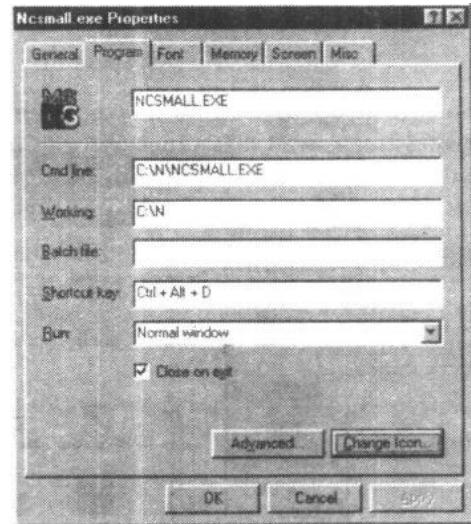 Ncsmall.exe Properties
General Program Font Memory Screen Misc
NCSMALL.EXE
Cmd line: C:\N\NCSMALL.EXE
Working: C:\N
Batch file:
Shortcut key: Ctrl + Alt + D
Run: Normal window
Close on exit
Advanced... Change Icon...
OK Cancel Apply